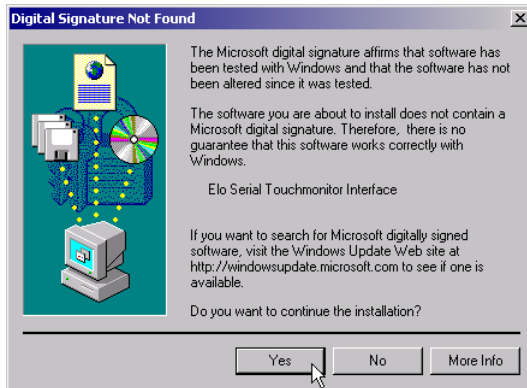 Digital Signature Not Found
The Microsoft digital signature affirms that software has
been tested with Windows and that the software has not
been altered since it was tested.
The software you are about to install does not contain a
Microsoft digital signature. Therefore, there is no
guarantee that this software works correctly with
Windows.
Elo Serial Touchmonitor Interface
If you want to search for Microsoft digitally signed
software, visit the Windows Update Web site at
http://windowsupdate.microsoft.com to see if one is
available.
Do you want to continue the installation?
Yes
No
More Info